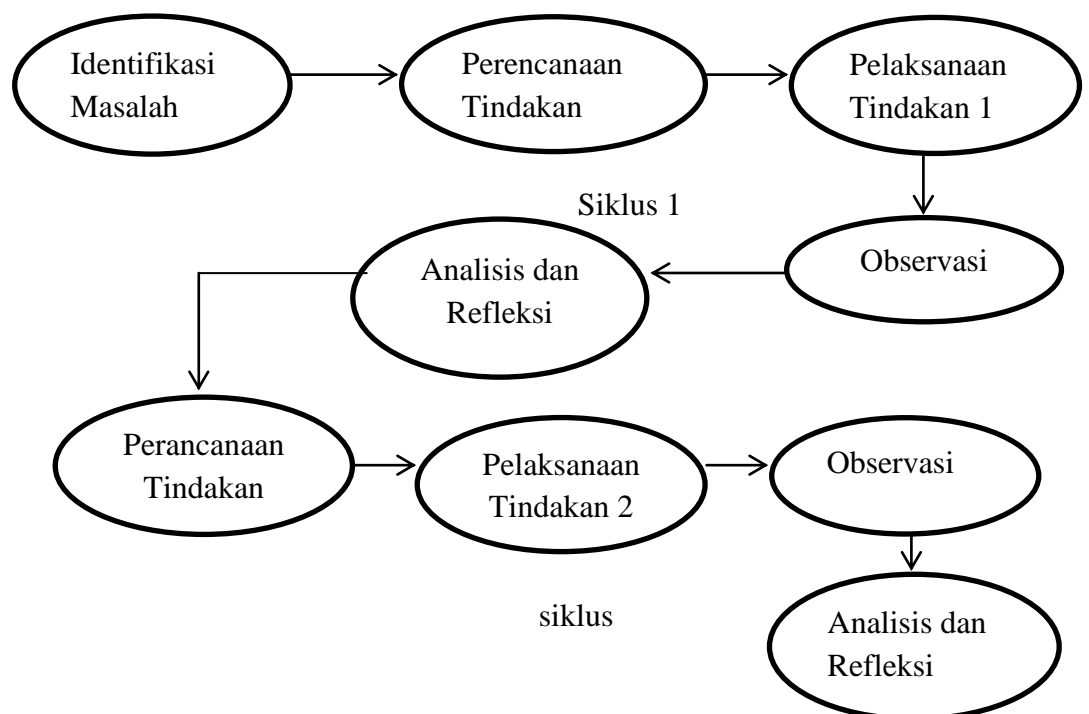 Identifikasi
Masalah
Perencanaan
Tindakan
Pelaksanaan
Tindakan 1
Siklus 1
Observasi
Analisis dan
Refleksi
Perancanaan
Tindakan
Pelaksanaan
Tindakan 2
Observasi
siklus
Analisis dan
Refleksi